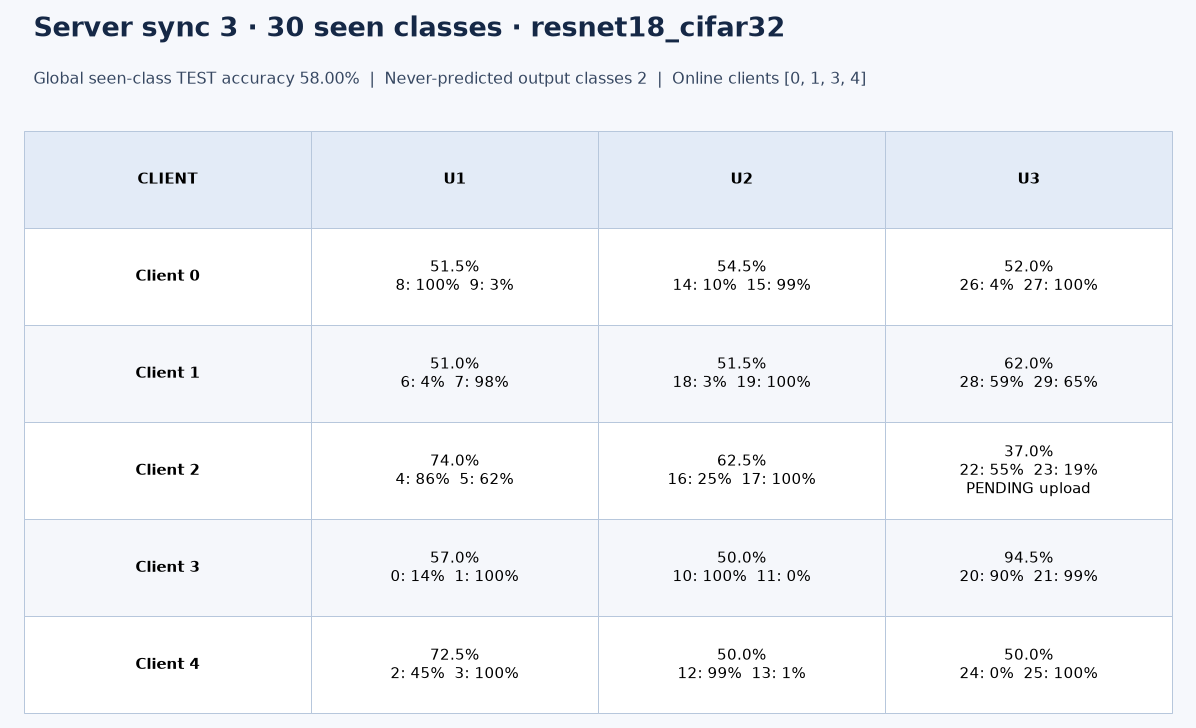 Server sync 3 · 30 seen classes · resnet18_cifar32
Global seen-class TEST accuracy 58.00%  |  Never-predicted output classes 2  |  Online clients [0, 1, 3, 4]
CLIENT U1 U2 U3
Client 0
51.5%
8: 100%  9: 3%
54.5%
14: 10%  15: 99%
52.0%
26: 4%  27: 100%
Client 1
51.0%
6: 4%  7: 98%
51.5%
18: 3%  19: 100%
62.0%
28: 59%  29: 65%
Client 2
74.0%
4: 86%  5: 62%
62.5%
16: 25%  17: 100%
37.0%
22: 55%  23: 19%
PENDING upload
Client 3
57.0%
0: 14%  1: 100%
50.0%
10: 100%  11: 0%
94.5%
20: 90%  21: 99%
Client 4
72.5%
2: 45%  3: 100%
50.0%
12: 99%  13: 1%
50.0%
24: 0%  25: 100%